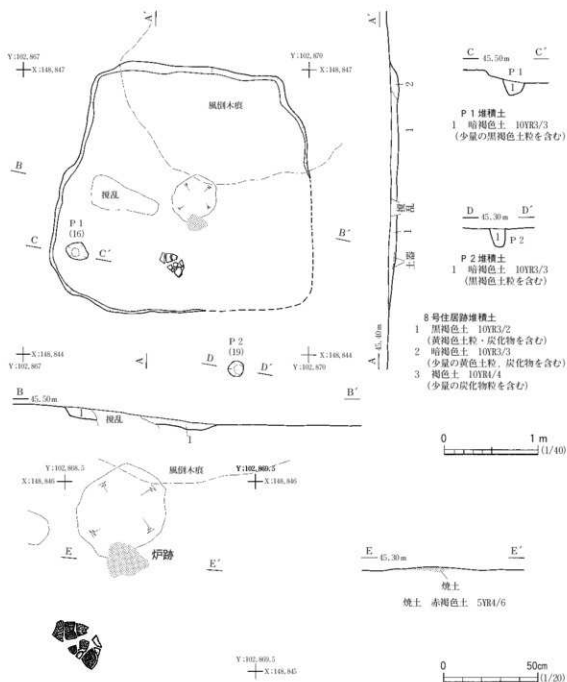 A´
A´
Y:102,867
X:148,847
Y:102,870
X:148,847
45.50m
C
C´
P 1
1
P 1 堆積土
1 暗褐色土 10YR3/3
(少量の黒褐色土粒を含む)
風倒木痕
2
1
B
撹乱
P 1
(16)
C
C´
B´
撹乱
1
土器
D
45.30m
D´
1
P 2
P 2 堆積土
1 暗褐色土 10YR3/3
(黒褐色土粒を含む)
8号住居跡堆積土
1 黒褐色土 10YR3/2
(黄褐色土粒・炭化物を含む)
2 暗褐色土 10YR3/3
(少量の黄色土粒、炭化物を含む)
3 褐色土 10YR4/4
(少量の炭化物粒を含む)
X:148,844
Y:102,867
A
P 2
(19)
D
D´
X:148,844
Y:102,870
A
45.40m
B
45.50m
B´
1
撹乱
1
0
1 m
(1/40)
Y:102,868.5
X:148,846
風倒木痕
Y:102,869.5
X:148,846
E
炉跡
E´
E
45.30m
E´
焼土
焼土 赤褐色土 5YR4/6
Y:102,869.5
X:148,845
0
50cm
(1/20)